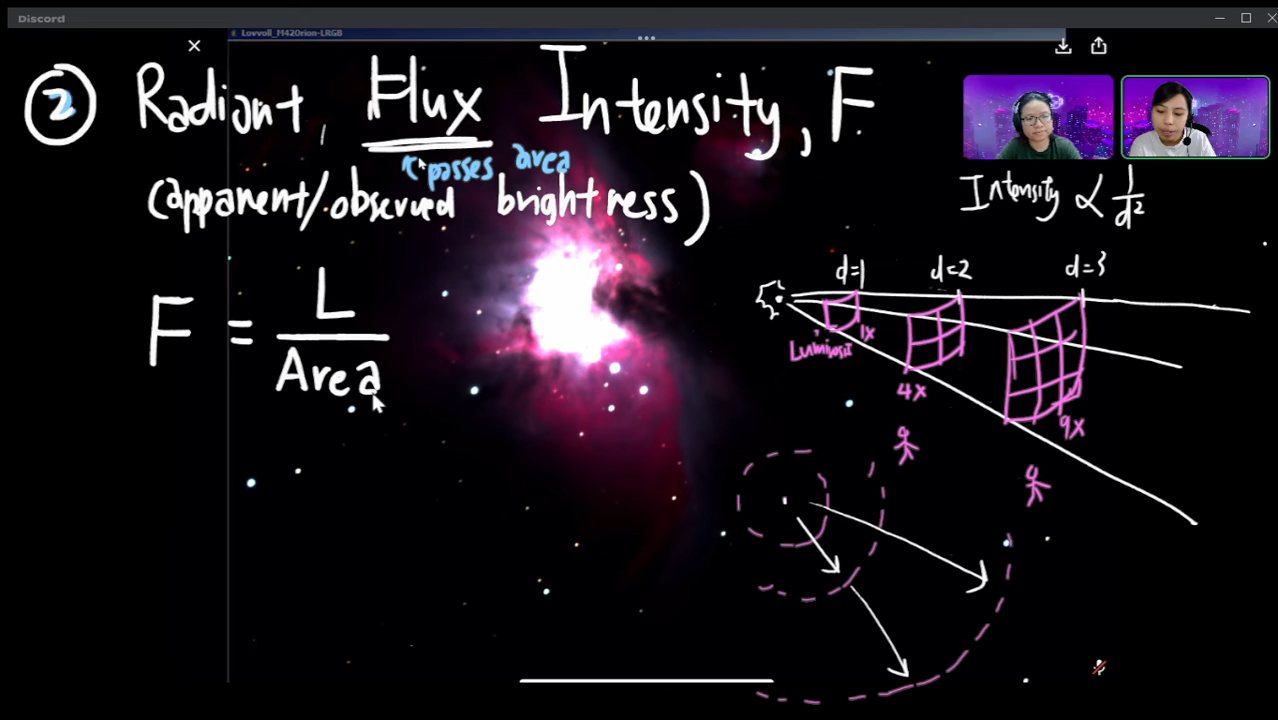 Discord
Lovvoll_M42Orion-LRGB
② Radiant Flux Intensity, F
passes area
(apparent/observed brightness)
F = L / Area
Intensity ∝ 1/d²
d=1 d=2 d=3
1x
4x
9x